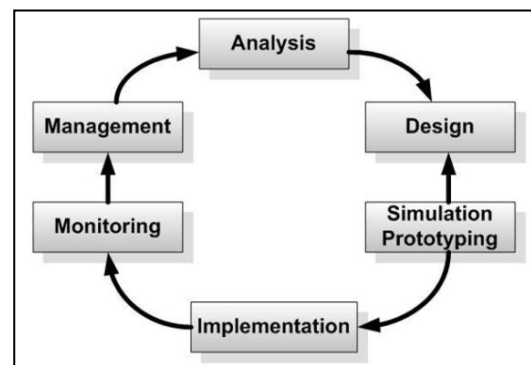 Analysis
Management
Design
Monitoring
Simulation
Prototyping
Implementation